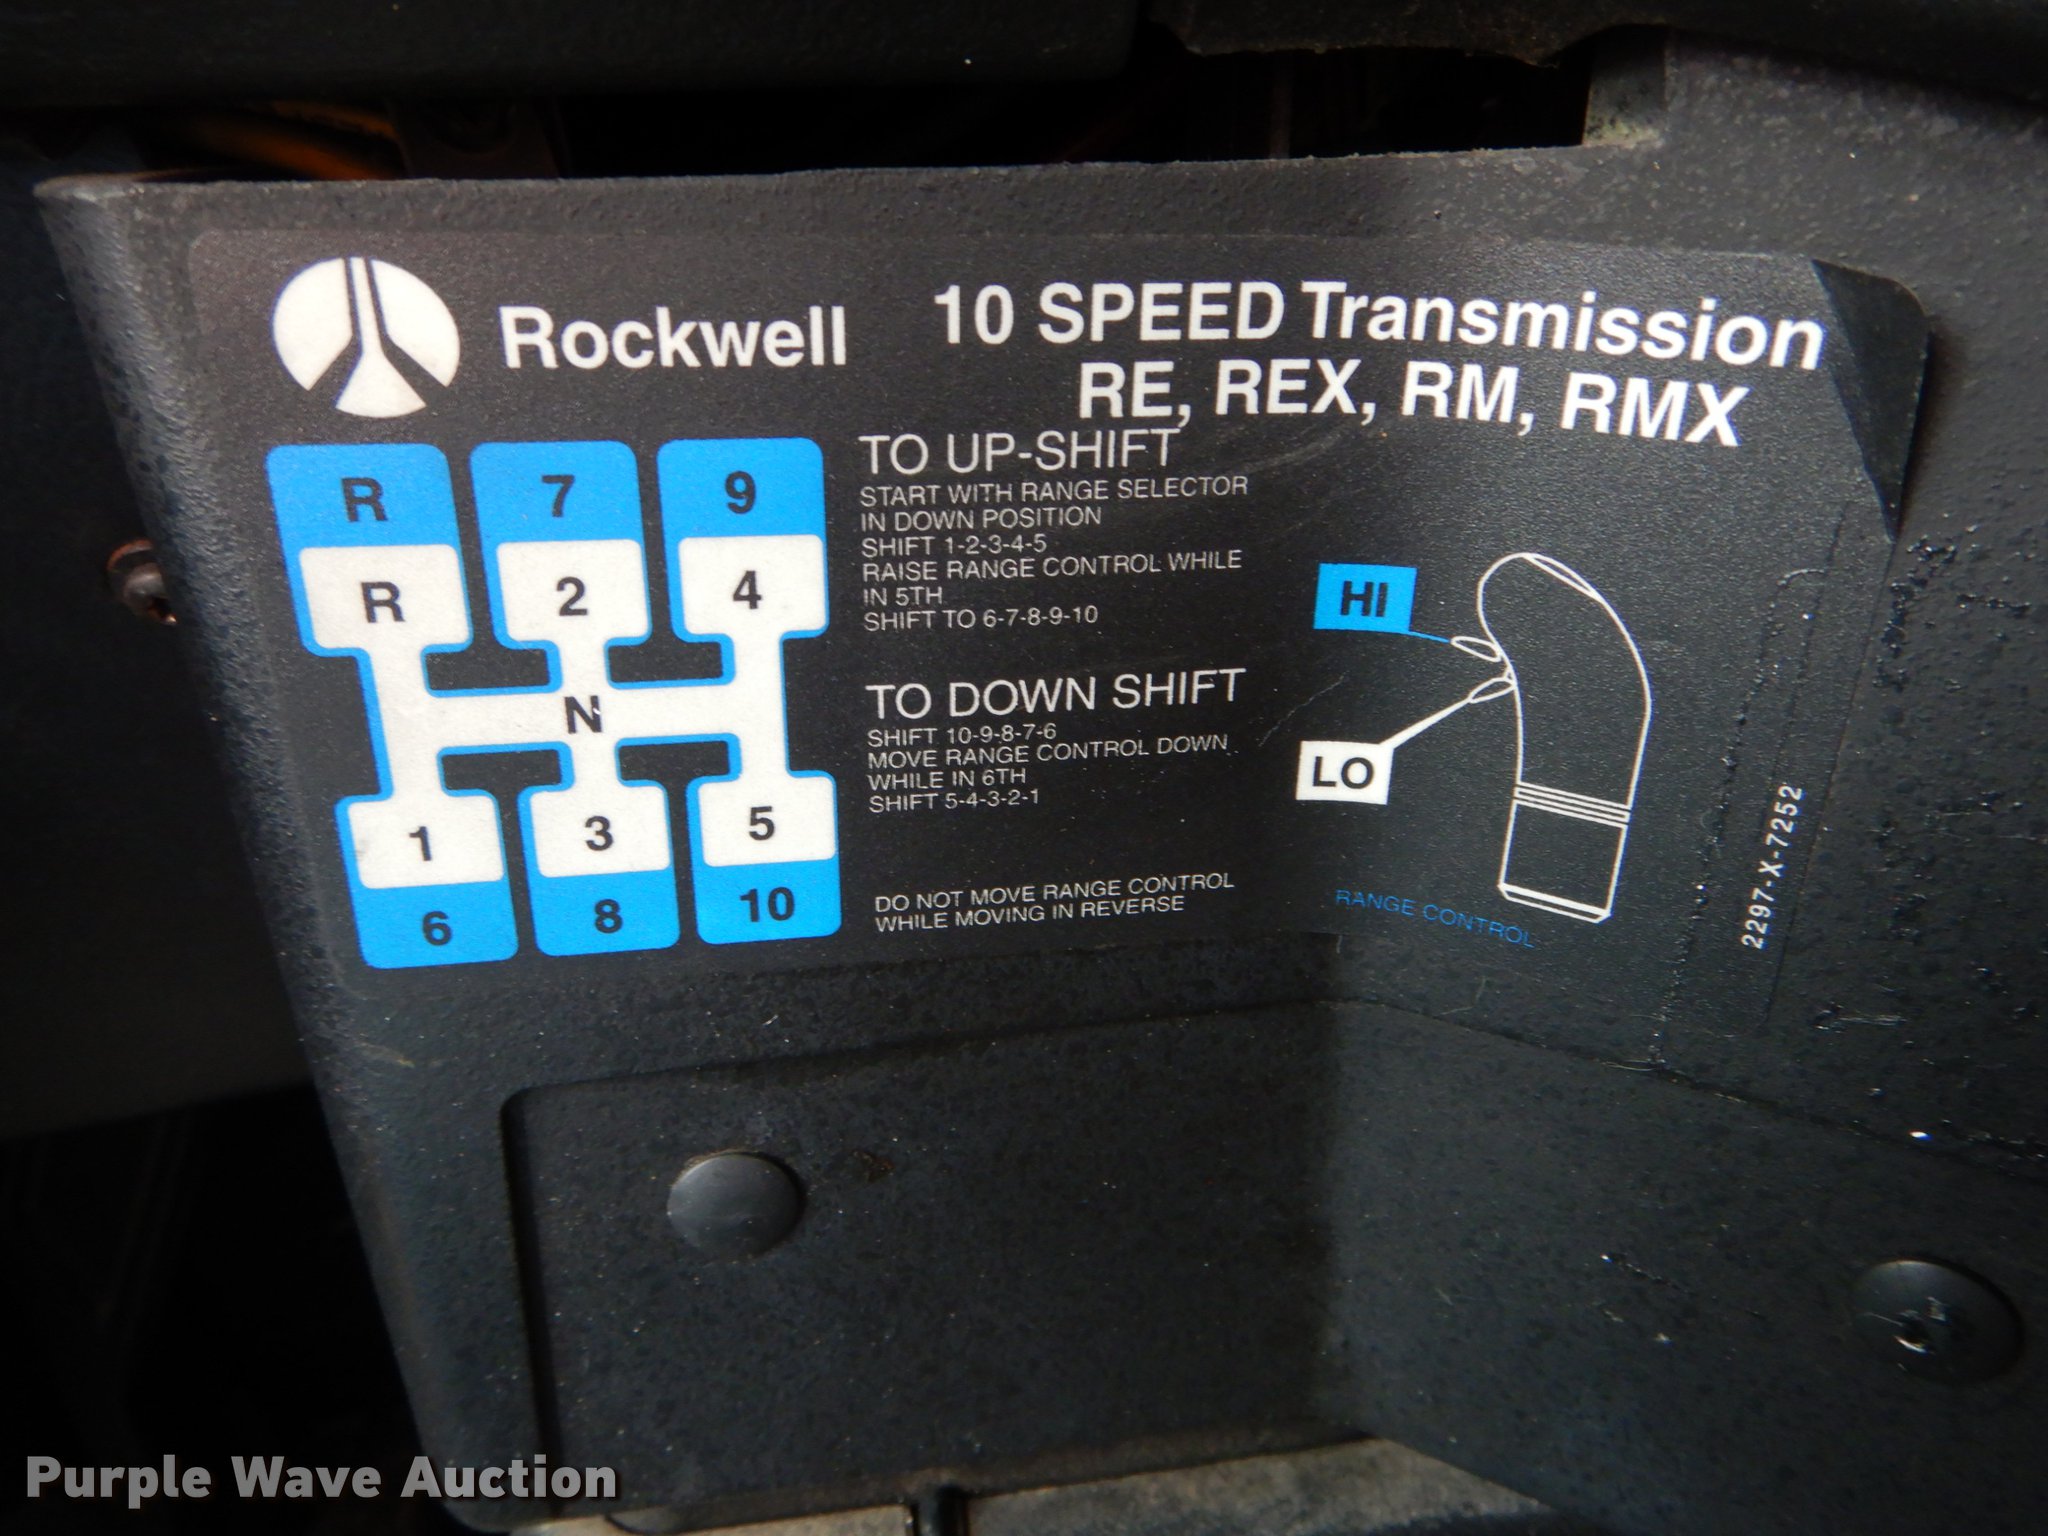 Rockwell
10 SPEED Transmission
RE, REX, RM, RMX
R 7 9
R 2 4
N
1 3 5
6 8 10
TO UP-SHIFT
START WITH RANGE SELECTOR
IN DOWN POSITION
SHIFT 1-2-3-4-5
RAISE RANGE CONTROL WHILE
IN 5TH
SHIFT TO 6-7-8-9-10
TO DOWN SHIFT
SHIFT 10-9-8-7-6
MOVE RANGE CONTROL DOWN
WHILE IN 6TH
SHIFT 5-4-3-2-1
DO NOT MOVE RANGE CONTROL
WHILE MOVING IN REVERSE
HI
LO
RANGE CONTROL
2297-X-7252
Purple Wave Auction